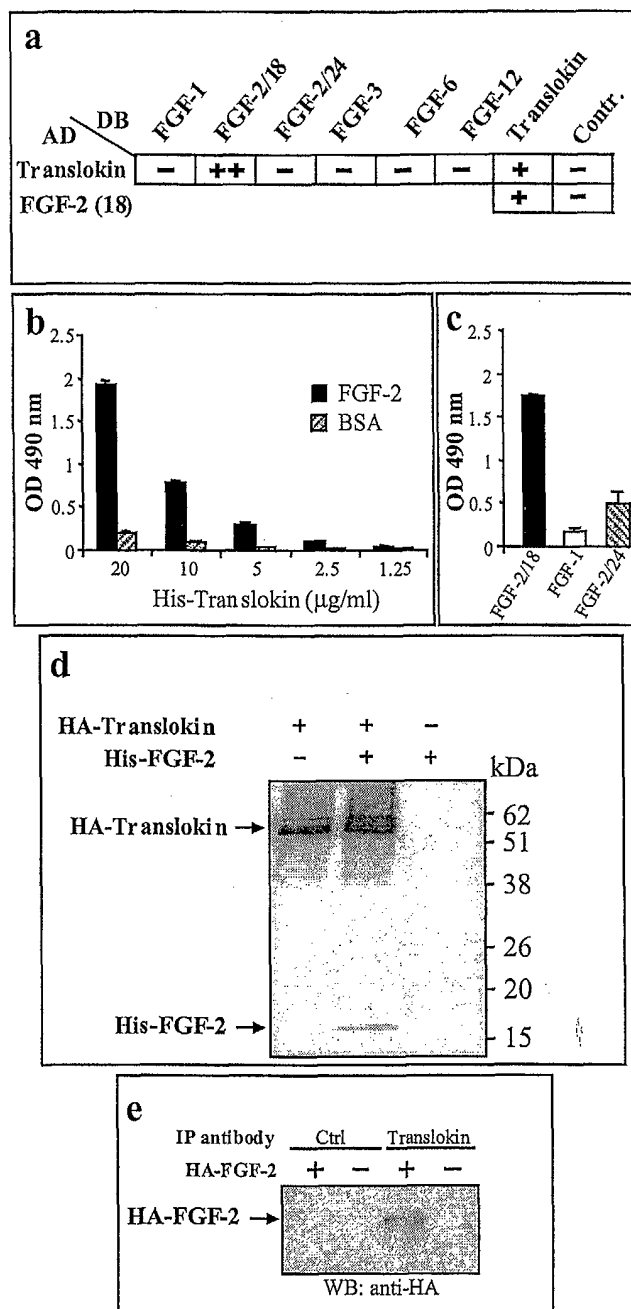 a
AD DB FGF-1 FGF-2/18 FGF-2/24 FGF-3 FGF-6 FGF-12 Translokin Contr.
Translokin − ++ − − − − + −
FGF-2 (18) + −
b
OD 490 nm
2.5
2
1.5
1
0.5
0
FGF-2
BSA
20 10 5 2.5 1.25
His-Translokin (µg/ml)
c
OD 490 nm
2.5
2
1.5
1
0.5
0
FGF-2/18 FGF-1 FGF-2/24
d
HA-Translokin + + −
His-FGF-2 − + +
kDa
HA-Translokin → 62
51
38
26
20
His-FGF-2 → 15
e
IP antibody Ctrl Translokin
HA-FGF-2 + − + −
HA-FGF-2 →
WB: anti-HA